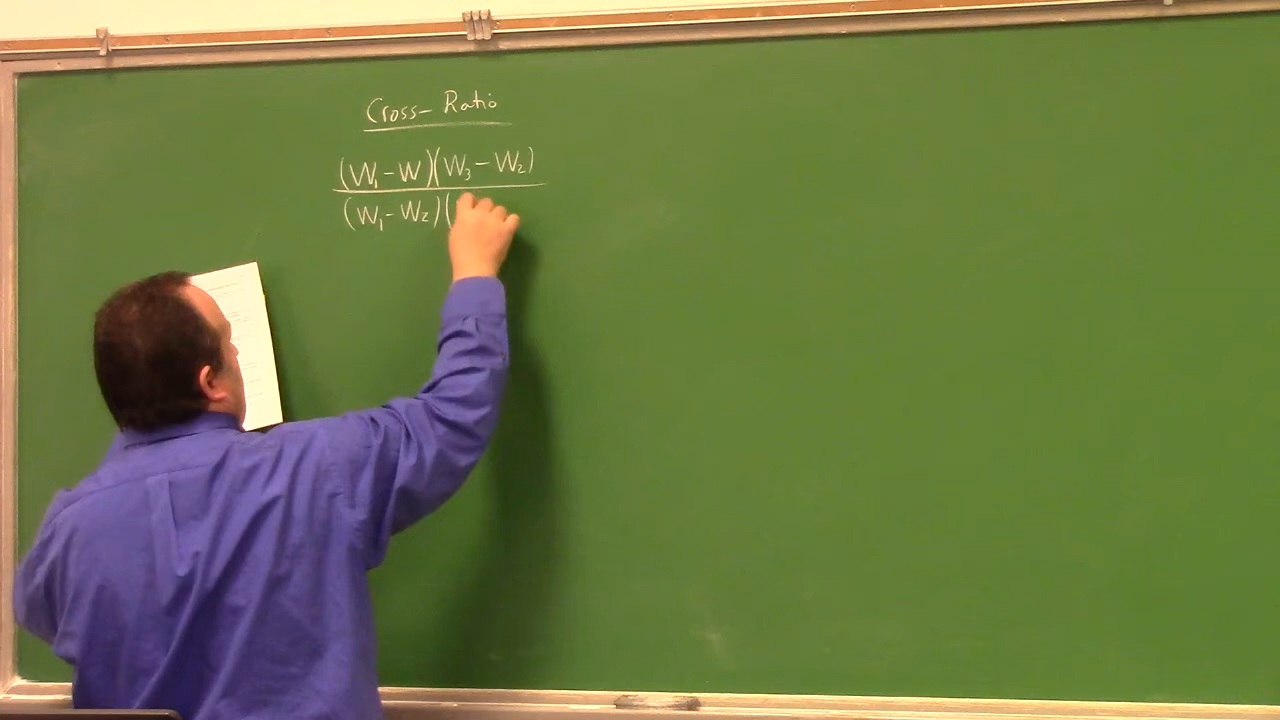 Cross-Ratio
(W₁-W)(W₃-W₂)
(W₁-W₂)(